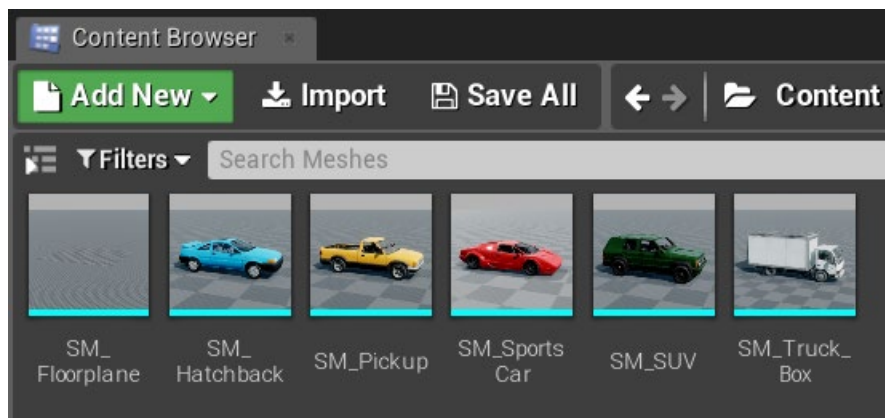 Content Browser
Add New Import Save All Content
Filters Search Meshes
SM_
Floorplane
SM_
Hatchback
SM_Pickup
SM_Sports
Car
SM_SUV
SM_Truck_
Box